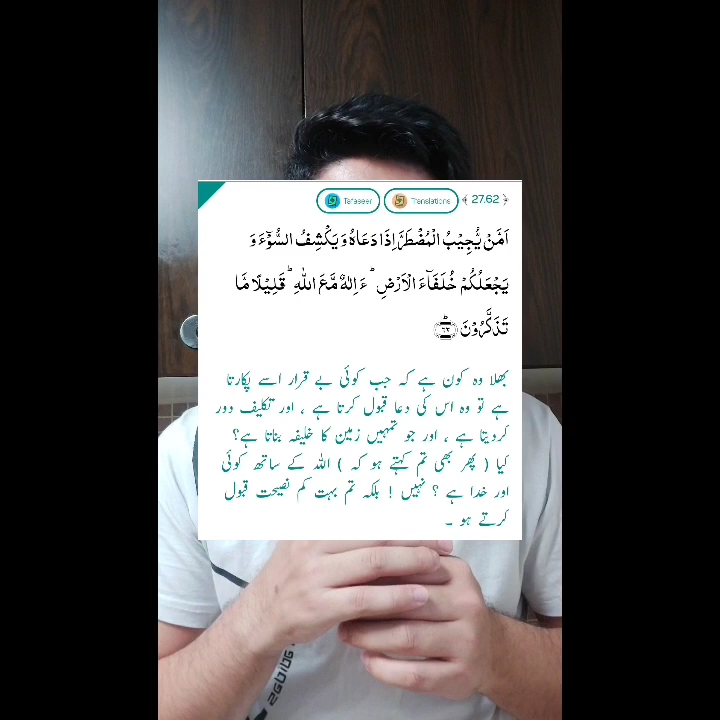 Tafaseer Translations ﴿ 27.62 ﴾
اَمَّنْ يُّجِيْبُ الْمُضْطَرَّ اِذَا دَعَاهُ وَ يَكْشِفُ السُّوْٓءَ وَ
يَجْعَلُكُمْ خُلَفَآءَ الْاَرْضِ ؕ ءَ اِلٰهٌ مَّعَ اللّٰهِ ؕ قَلِيْلًا مَّا
تَذَكَّرُوْنَ ﴿ؕ۶۲﴾
بھلا وہ کون ہے کہ جب کوئی بے قرار اسے پکارتا
ہے تو وہ اس کی دعا قبول کرتا ہے ، اور تکلیف دور
کردیتا ہے ، اور جو تمہیں زمین کا خلیفہ بناتا ہے؟
کیا ( پھر بھی تم کہتے ہو کہ ) اللہ کے ساتھ کوئی
اور خدا ہے ؟ نہیں ! بلکہ تم بہت کم نصیحت قبول
کرتے ہو ۔